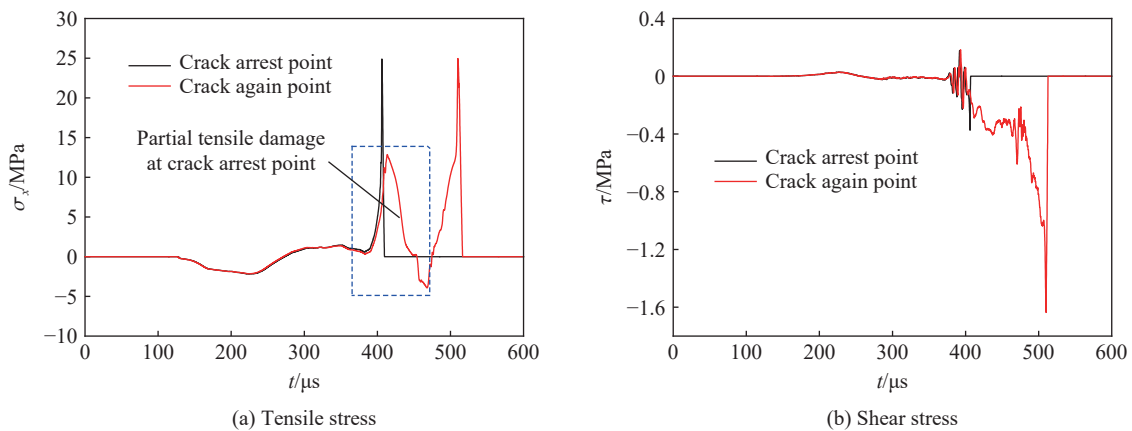 30
25
20
15
10
5
0
−5
−10
σx/MPa
Crack arrest point
Crack again point
Partial tensile damage
at crack arrest point
0 100 200 300 400 500 600
t/μs
(a) Tensile stress
0.4
0
−0.4
−0.8
−1.2
−1.6
τ/MPa
Crack arrest point
Crack again point
0 100 200 300 400 500 600
t/μs
(b) Shear stress